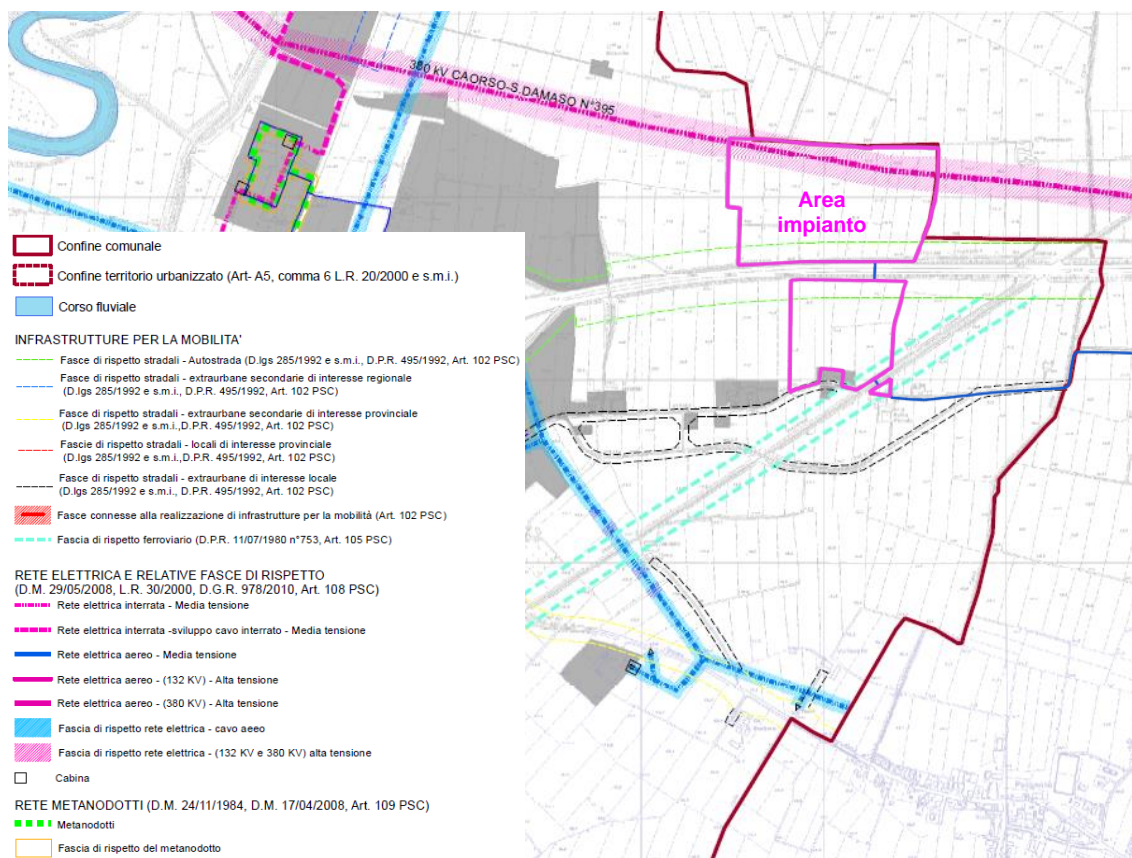 380 KV CAORSO-S.DAMASO N°395
Area
impianto
Confine comunale
Confine territorio urbanizzato (Art- A5, comma 6 L.R. 20/2000 e s.m.i.)
Corso fluviale
INFRASTRUTTURE PER LA MOBILITA'
Fasce di rispetto stradali - Autostrada (D.lgs 285/1992 e s.m.i., D.P.R. 495/1992, Art. 102 PSC)
Fasce di rispetto stradali - extraurbane secondarie di interesse regionale
(D.lgs 285/1992 e s.m.i., D.P.R. 495/1992, Art. 102 PSC)
Fasce di rispetto stradali - extraurbane secondarie di interesse provinciale
(D.lgs 285/1992 e s.m.i.,D.P.R. 495/1992, Art. 102 PSC)
Fascie di rispetto stradali - locali di interesse provinciale
(D.lgs 285/1992 e s.m.i.,D.P.R. 495/1992, Art. 102 PSC)
Fasce di rispetto stradali - extraurbane di interesse locale
(D.lgs 285/1992 e s.m.i., D.P.R. 495/1992, Art. 102 PSC)
Fasce connesse alla realizzazione di infrastrutture per la mobilità (Art. 102 PSC)
Fascia di rispetto ferroviario (D.P.R. 11/07/1980 n°753, Art. 105 PSC)
RETE ELETTRICA E RELATIVE FASCE DI RISPETTO
(D.M. 29/05/2008, L.R. 30/2000, D.G.R. 978/2010, Art. 108 PSC)
Rete elettrica interrata - Media tensione
Rete elettrica interrata -sviluppo cavo interrato - Media tensione
Rete elettrica aereo - Media tensione
Rete elettrica aereo - (132 KV) - Alta tensione
Rete elettrica aereo - (380 KV) - Alta tensione
Fascia di rispetto rete elettrica - cavo aeeo
Fascia di rispetto rete elettrica - (132 KV e 380 KV) alta tensione
Cabina
RETE METANODOTTI (D.M. 24/11/1984, D.M. 17/04/2008, Art. 109 PSC)
Metanodotti
Fascia di rispetto del metanodotto